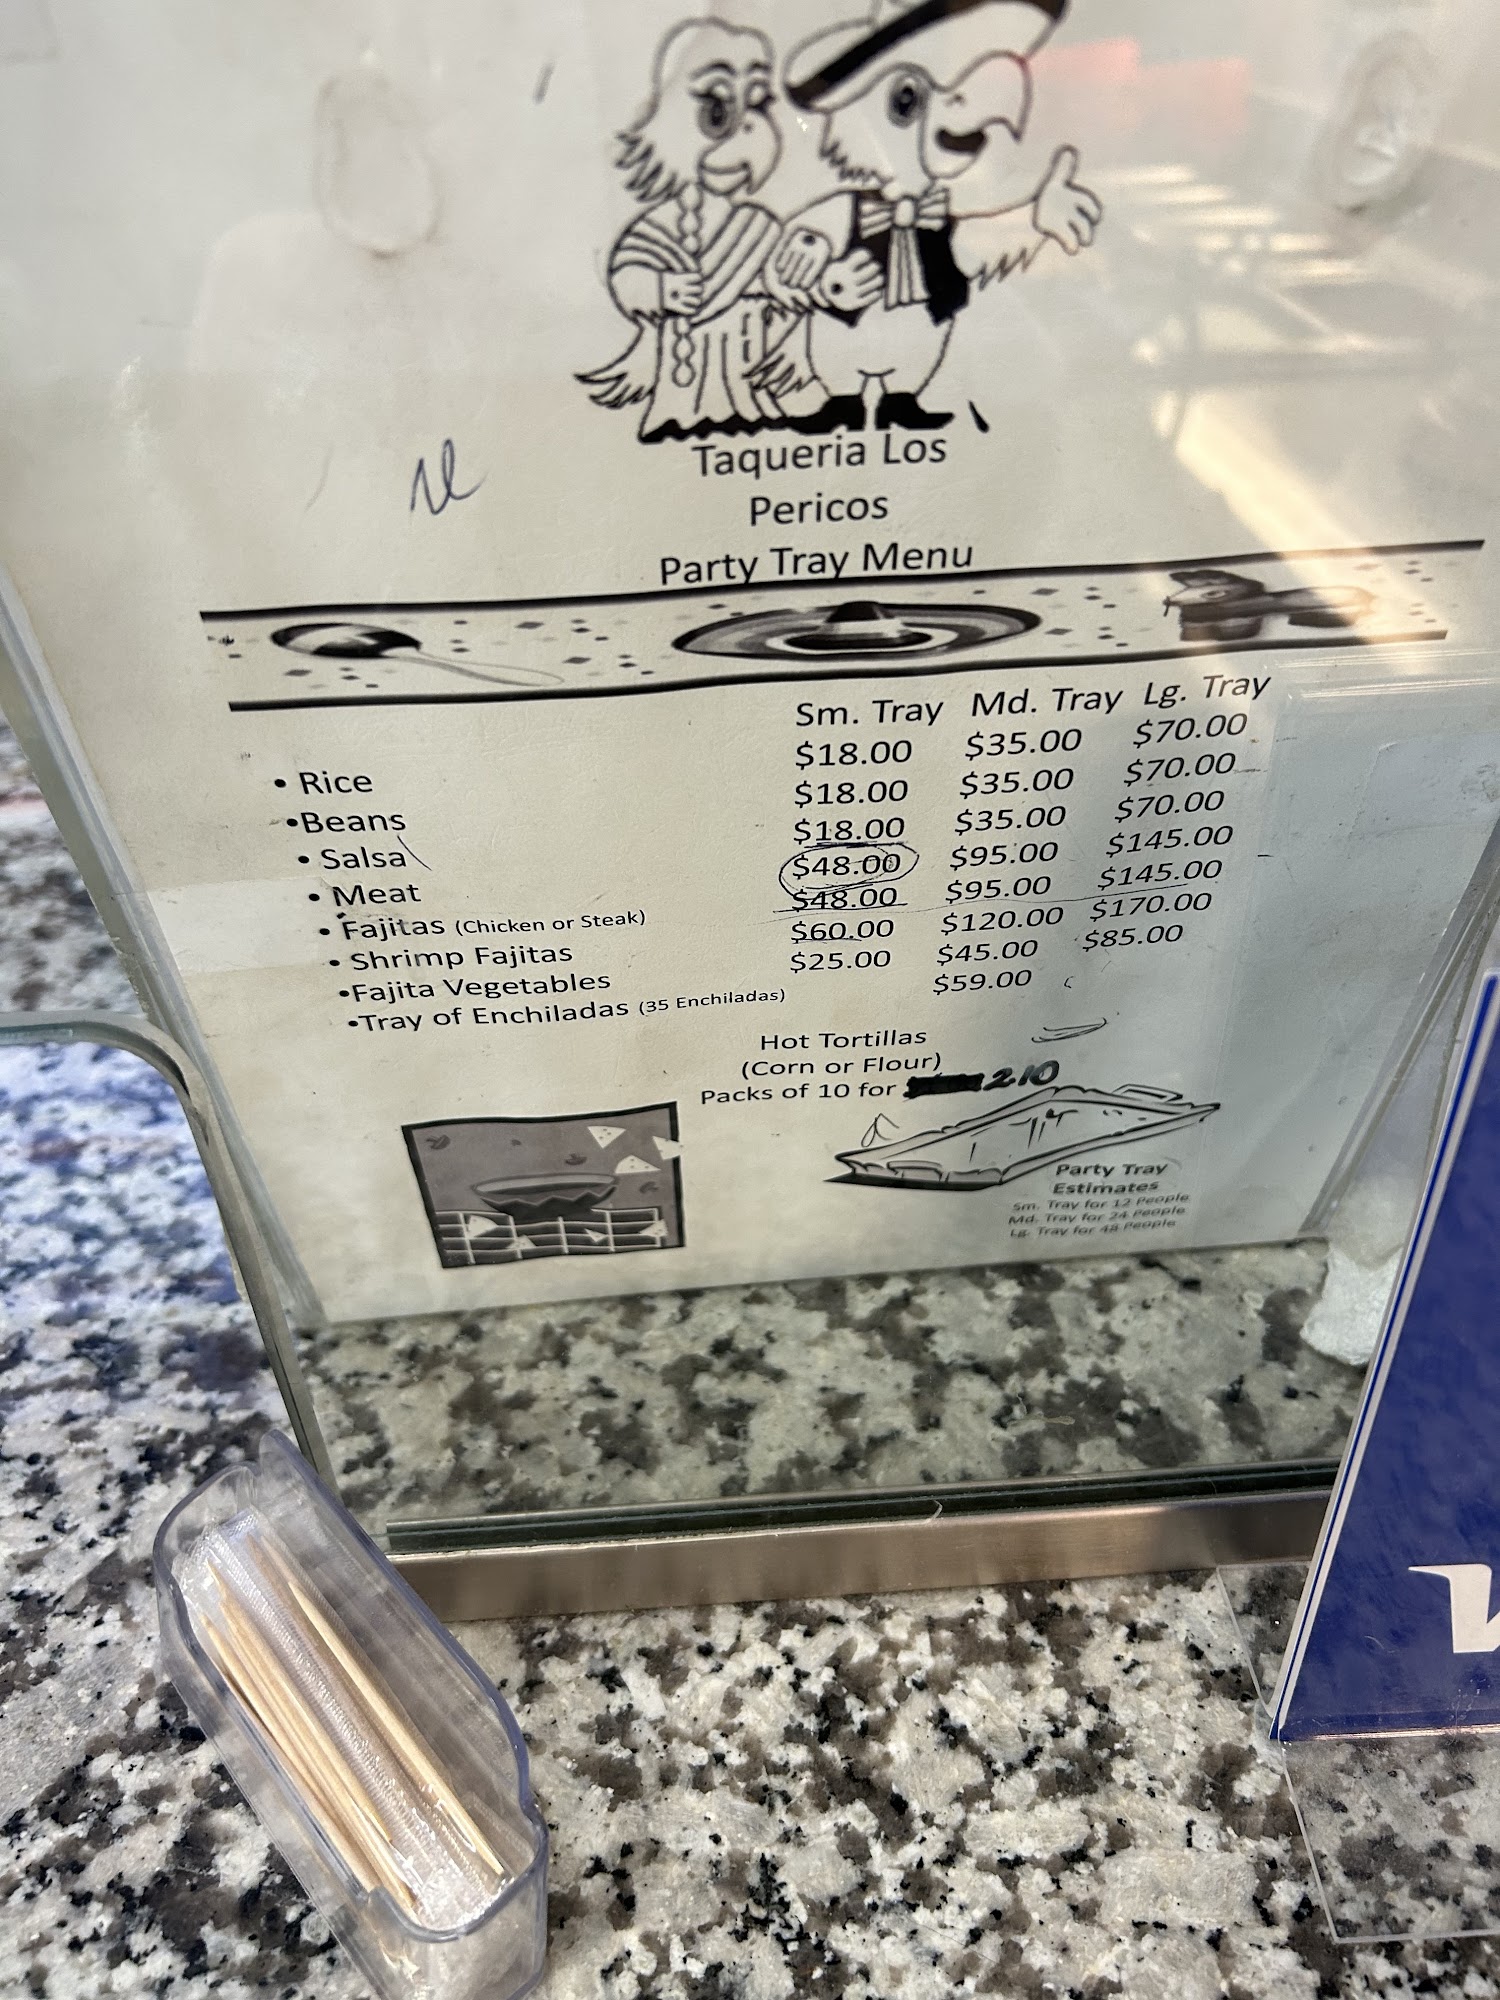 Taqueria Los
Pericos
Party Tray Menu
Sm. Tray Md. Tray Lg. Tray
• Rice $18.00 $35.00 $70.00
•Beans $18.00 $35.00 $70.00
• Salsa $18.00 $35.00 $70.00
• Meat $48.00 $95.00 $145.00
• Fajitas (Chicken or Steak) $48.00 $95.00 $145.00
• Shrimp Fajitas $60.00 $120.00 $170.00
•Fajita Vegetables $25.00 $45.00 $85.00
•Tray of Enchiladas (35 Enchiladas) $59.00
Hot Tortillas
(Corn or Flour)
Packs of 10 for 2.10
Party Tray
Estimates
Sm. Tray for 12 People
Md. Tray for 24 People
Lg. Tray for 48 People